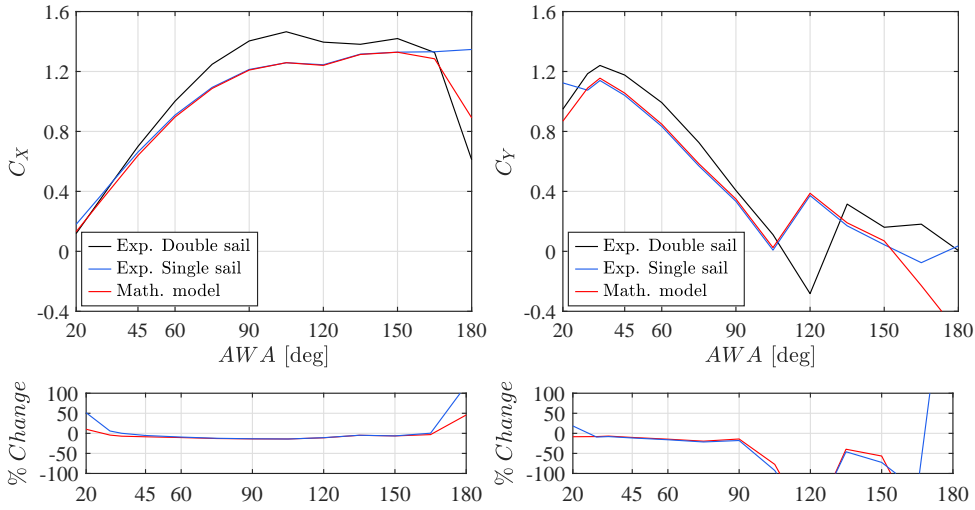 1.6
1.2
0.8
0.4
0
-0.4
C_X
Exp. Double sail
Exp. Single sail
Math. model
20 45 60 90 120 150 180
AWA [deg]
1.6
1.2
0.8
0.4
0
-0.4
C_Y
Exp. Double sail
Exp. Single sail
Math. model
20 45 60 90 120 150 180
AWA [deg]
% Change
100
50
0
-50
-100
20 45 60 90 120 150 180
% Change
100
50
0
-50
-100
20 45 60 90 120 150 180